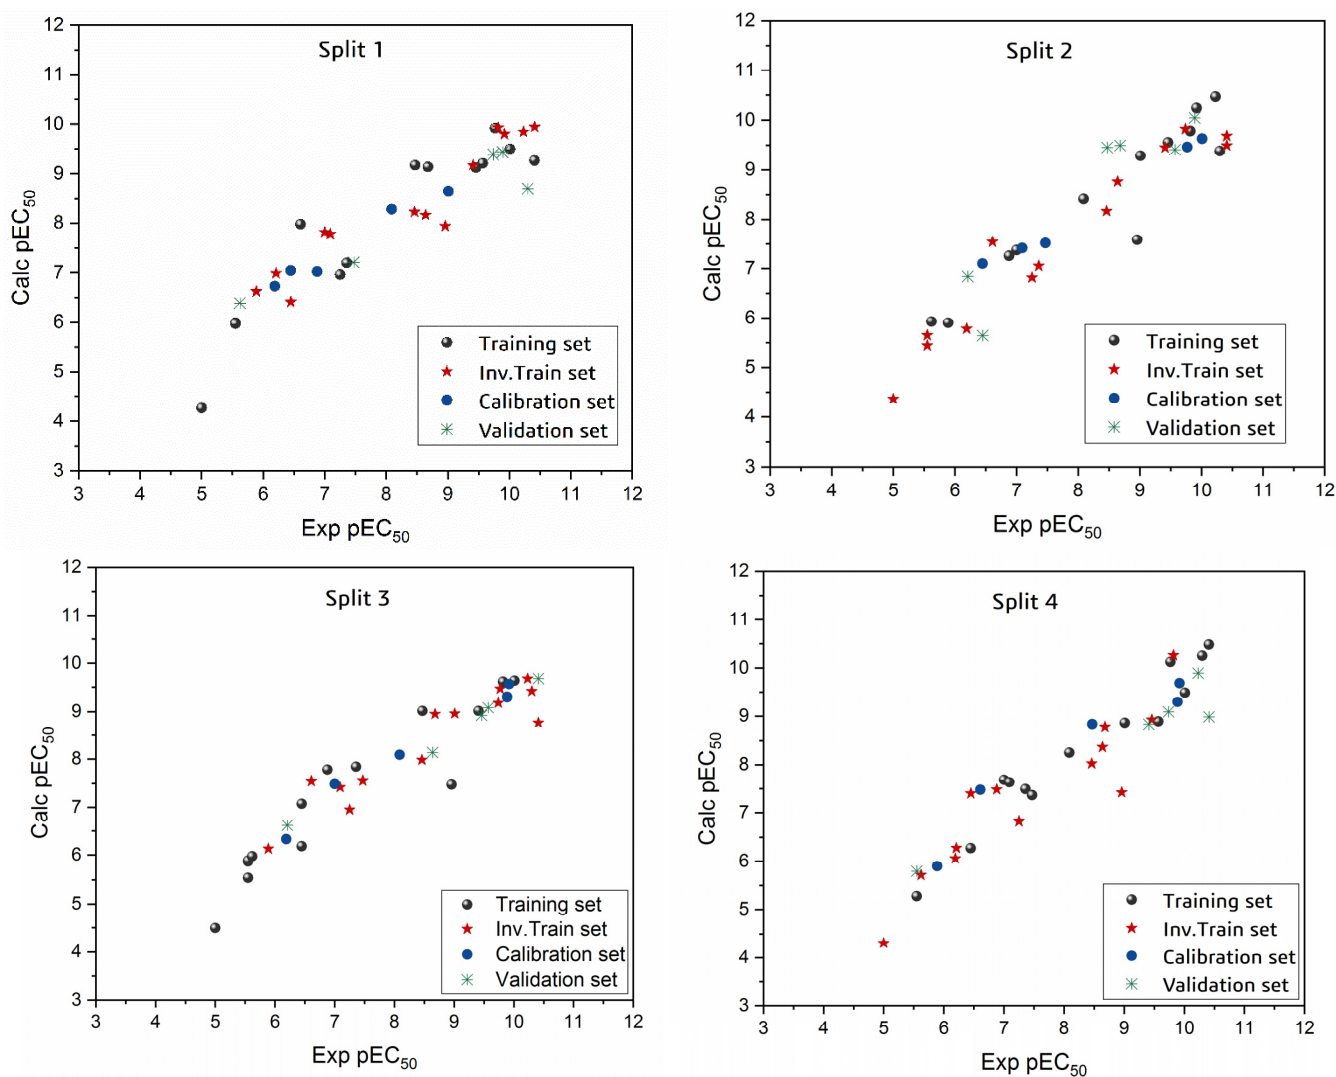 Split 1
12
11
10
9
8
7
6
5
4
3
Calc pEC50
Training set
Inv.Train set
Calibration set
Validation set
3 4 5 6 7 8 9 10 11 12
Exp pEC50
Split 2
12
11
10
9
8
7
6
5
4
3
Calc pEC50
Training set
Inv.Train set
Calibration set
Validation set
3 4 5 6 7 8 9 10 11 12
Exp pEC50
Split 3
12
11
10
9
8
7
6
5
4
3
Calc pEC50
Training set
Inv.Train set
Calibration set
Validation set
3 4 5 6 7 8 9 10 11 12
Exp pEC50
Split 4
12
11
10
9
8
7
6
5
4
3
Calc pEC50
Training set
Inv.Train set
Calibration set
Validation set
3 4 5 6 7 8 9 10 11 12
Exp pEC50